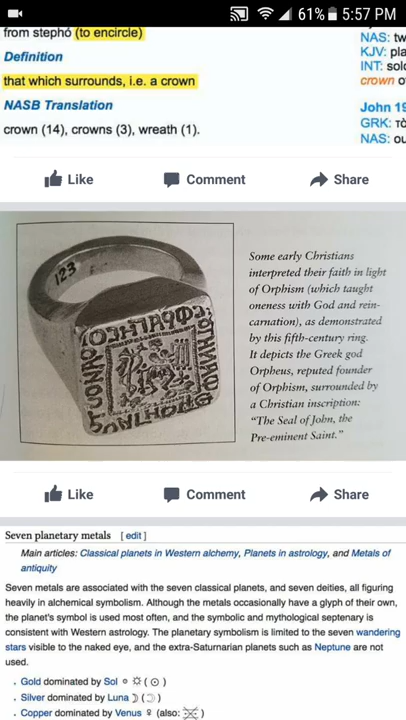 61% 5:57 PM
from stephó (to encircle)
Definition
that which surrounds, i.e. a crown
NASB Translation
crown (14), crowns (3), wreath (1).
NAS: tw
KJV: pla
INT: sold
crown o
John 19
GRK: τὸ
NAS: ou
Like Comment Share
123
Some early Christians
interpreted their faith in light
of Orphism (which taught
oneness with God and rein-
carnation), as demonstrated
by this fifth-century ring.
It depicts the Greek god
Orpheus, reputed founder
of Orphism, surrounded by
a Christian inscription:
“The Seal of John, the
Pre-eminent Saint.”
Like Comment Share
Seven planetary metals [ edit ]
Main articles: Classical planets in Western alchemy, Planets in astrology, and Metals of
antiquity
Seven metals are associated with the seven classical planets, and seven deities, all figuring
heavily in alchemical symbolism. Although the metals occasionally have a glyph of their own,
the planet's symbol is used most often, and the symbolic and mythological septenary is
consistent with Western astrology. The planetary symbolism is limited to the seven wandering
stars visible to the naked eye, and the extra-Saturnarian planets such as Neptune are not
used.
• Gold dominated by Sol ☉ ☼ ( ☉ )
• Silver dominated by Luna ☽ ( ☽ )
• Copper dominated by Venus ♀ (also: )